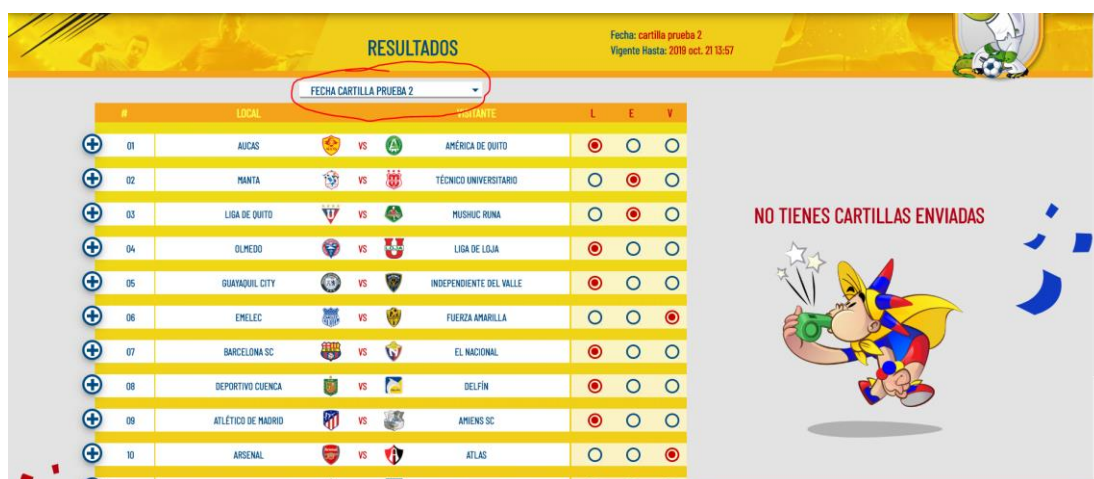 RESULTADOS
Fecha: cartilla prueba 2
Vigente Hasta: 2019 oct. 21 13:57
FECHA CARTILLA PRUEBA 2
# LOCAL VISITANTE L E V
01 AUCAS VS AMÉRICA DE QUITO
02 MANTA VS TÉCNICO UNIVERSITARIO
03 LIGA DE QUITO VS MUSHUC RUNA
04 OLMEDO VS LIGA DE LOJA
05 GUAYAQUIL CITY VS INDEPENDIENTE DEL VALLE
06 EMELEC VS FUERZA AMARILLA
07 BARCELONA SC VS EL NACIONAL
08 DEPORTIVO CUENCA VS DELFÍN
09 ATLÉTICO DE MADRID VS AMIENS SC
10 ARSENAL VS ATLAS
NO TIENES CARTILLAS ENVIADAS